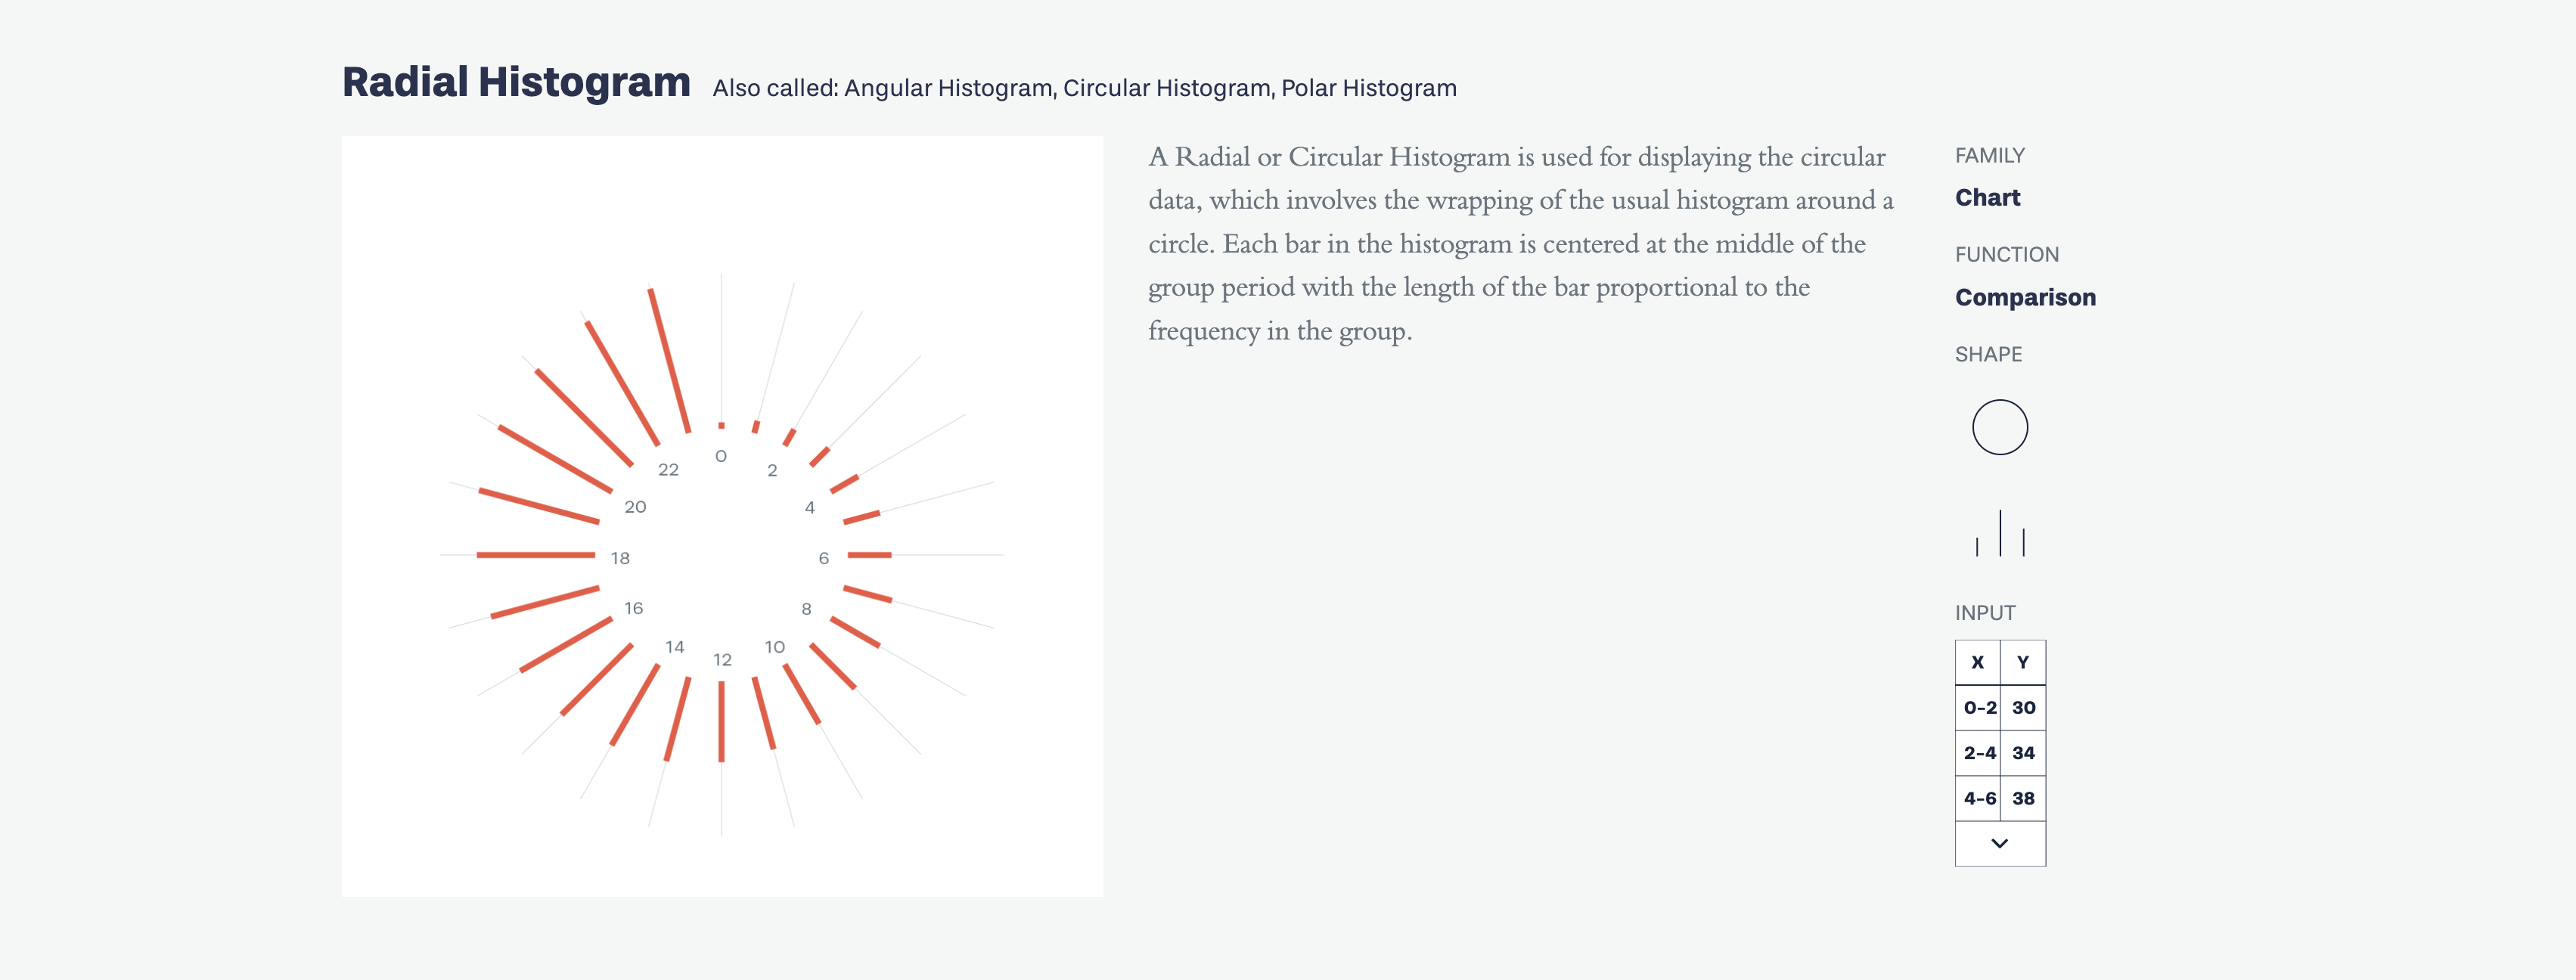 Radial Histogram Also called: Angular Histogram, Circular Histogram, Polar Histogram
0
2
4
6
8
10
12
14
16
18
20
22
A Radial or Circular Histogram is used for displaying the circular
data, which involves the wrapping of the usual histogram around a
circle. Each bar in the histogram is centered at the middle of the
group period with the length of the bar proportional to the
frequency in the group.
FAMILY
Chart
FUNCTION
Comparison
SHAPE
INPUT
X Y
0-2 30
2-4 34
4-6 38